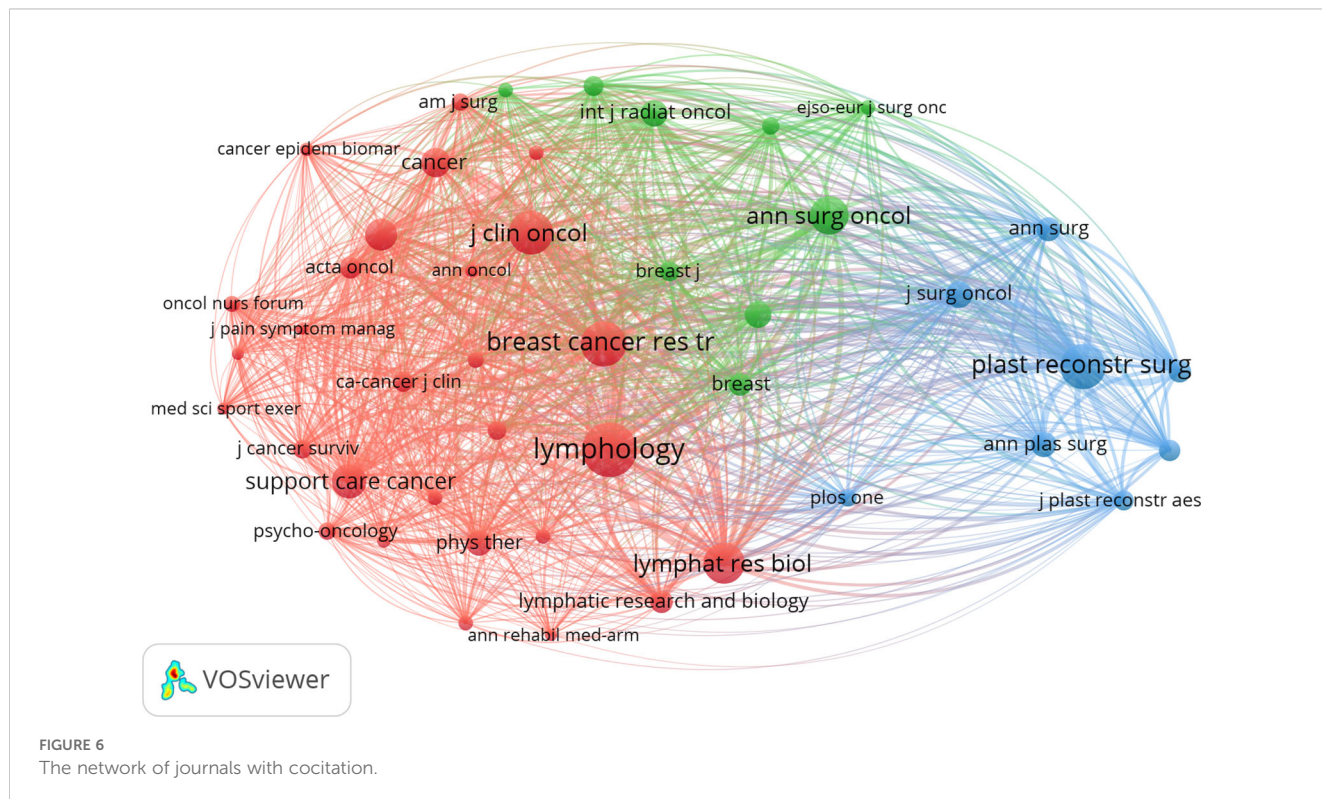 am j surg
int j radiat oncol
ejso-eur j surg onc
cancer epidem biomar
cancer
ann surg oncol
ann surg
j clin oncol
acta oncol
ann oncol
breast j
j surg oncol
oncol nurs forum
j pain symptom manag
breast cancer res tr
plast reconstr surg
ca-cancer j clin
breast
med sci sport exer
j cancer surviv
lymphology
ann plas surg
support care cancer
plos one
j plast reconstr aes
psycho-oncology
phys ther
lymphat res biol
lymphatic research and biology
ann rehabil med-arm
VOSviewer
FIGURE 6
The network of journals with cocitation.